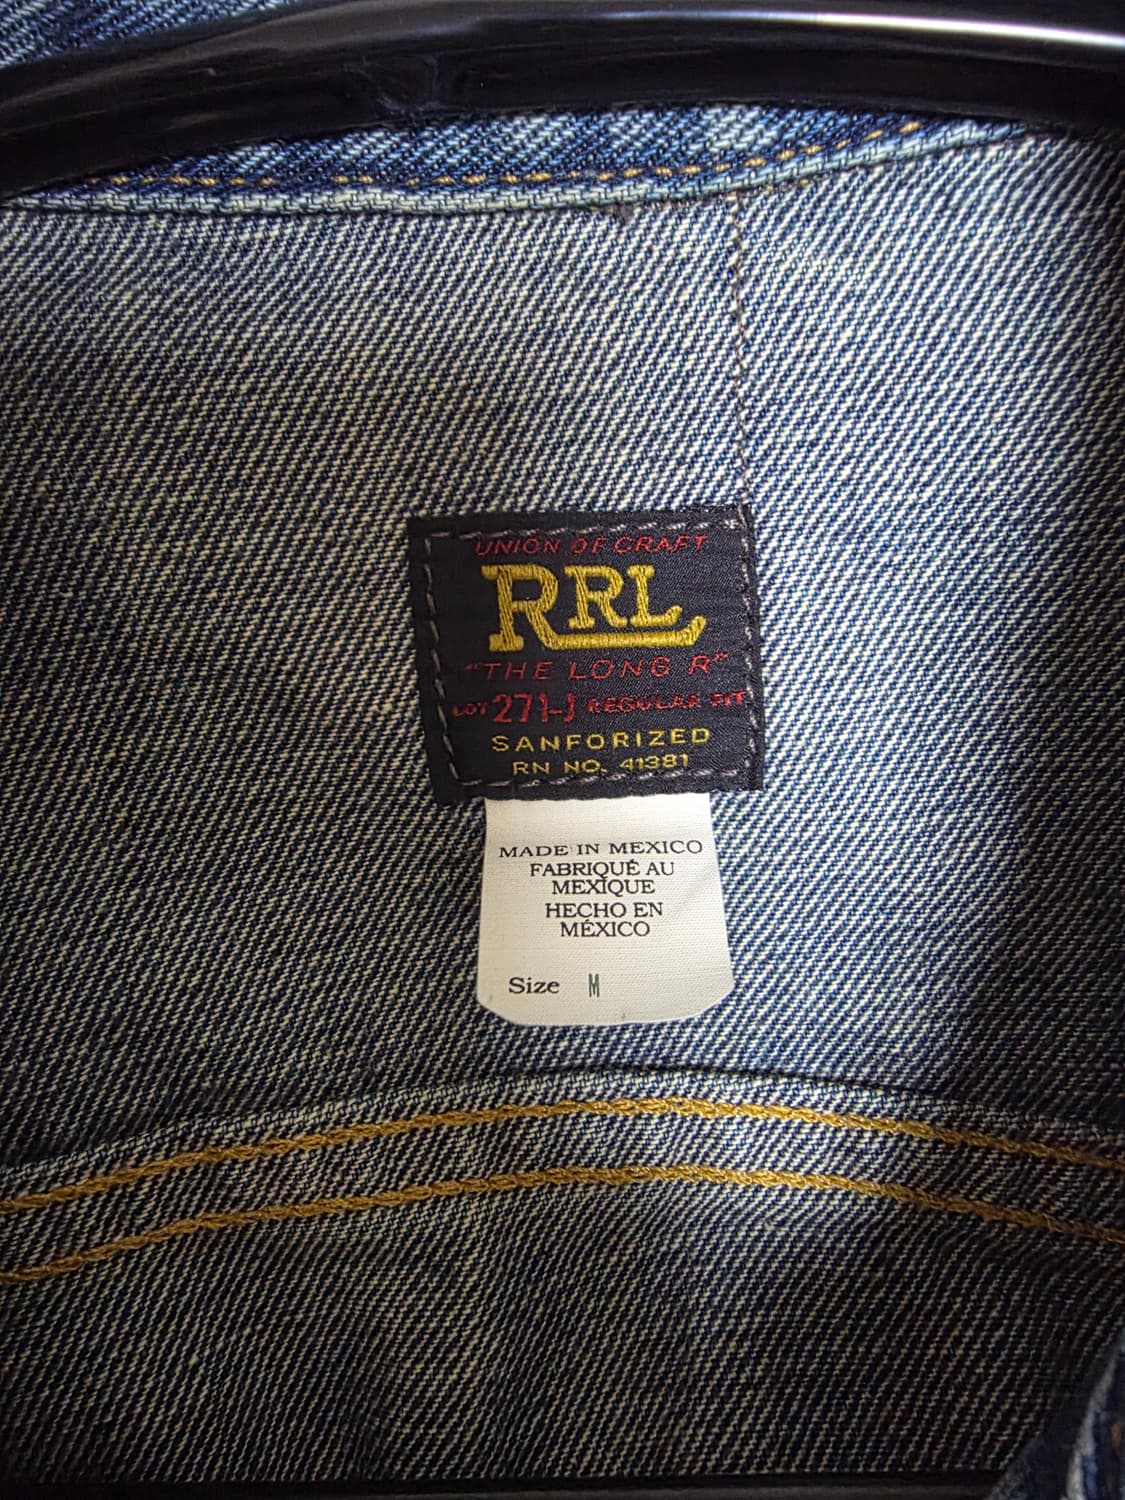 UNION OF CRAFT
RRL
"THE LONG R"
LOT 271-J REGULAR FIT
SANFORIZED
RN NO. 41381
MADE IN MEXICO
FABRIQUÉ AU
MEXIQUE
HECHO EN
MÉXICO
Size M